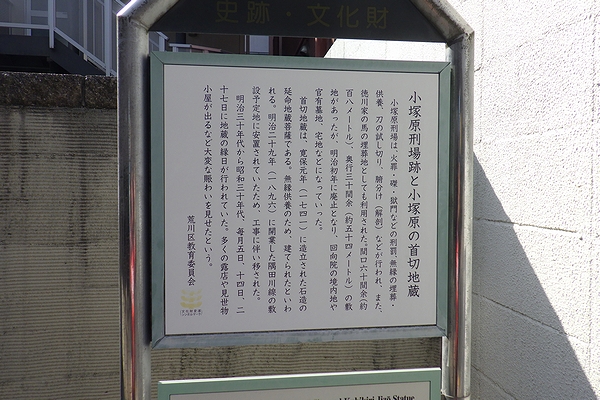 史跡・文化財
小塚原刑場跡と小塚原の首切地蔵
小塚原刑場は、火葬・磔・獄門などの刑罰、無縁の埋葬・
供養、刀の試し切り、腑分け(解剖)などが行われ、また、
徳川家の馬の埋葬地としても利用された。間口六十間余(約
百八メートル)、奥行三十間余(約五十四メートル)の敷
地があったが、明治初年に廃止となり、回向院の境内地や
官有墓地、宅地などになっていった。
首切地蔵は、寛保元年(一七四一)に造立された石造の
延命地蔵菩薩である。無縁供養のため、建てられたといわ
れる。明治二十九年(一八九六)に開業した隅田川線の敷
設予定地に安置されていたため、工事に伴い移された。
明治三十年代から昭和三十年代、毎月五日、十四日、二
十七日に地蔵の縁日が行われていた。多くの露店や見世物
小屋が出るなど大変な賑わいを見せたという。
荒川区教育委員会
Kubikiri Jizō Statue